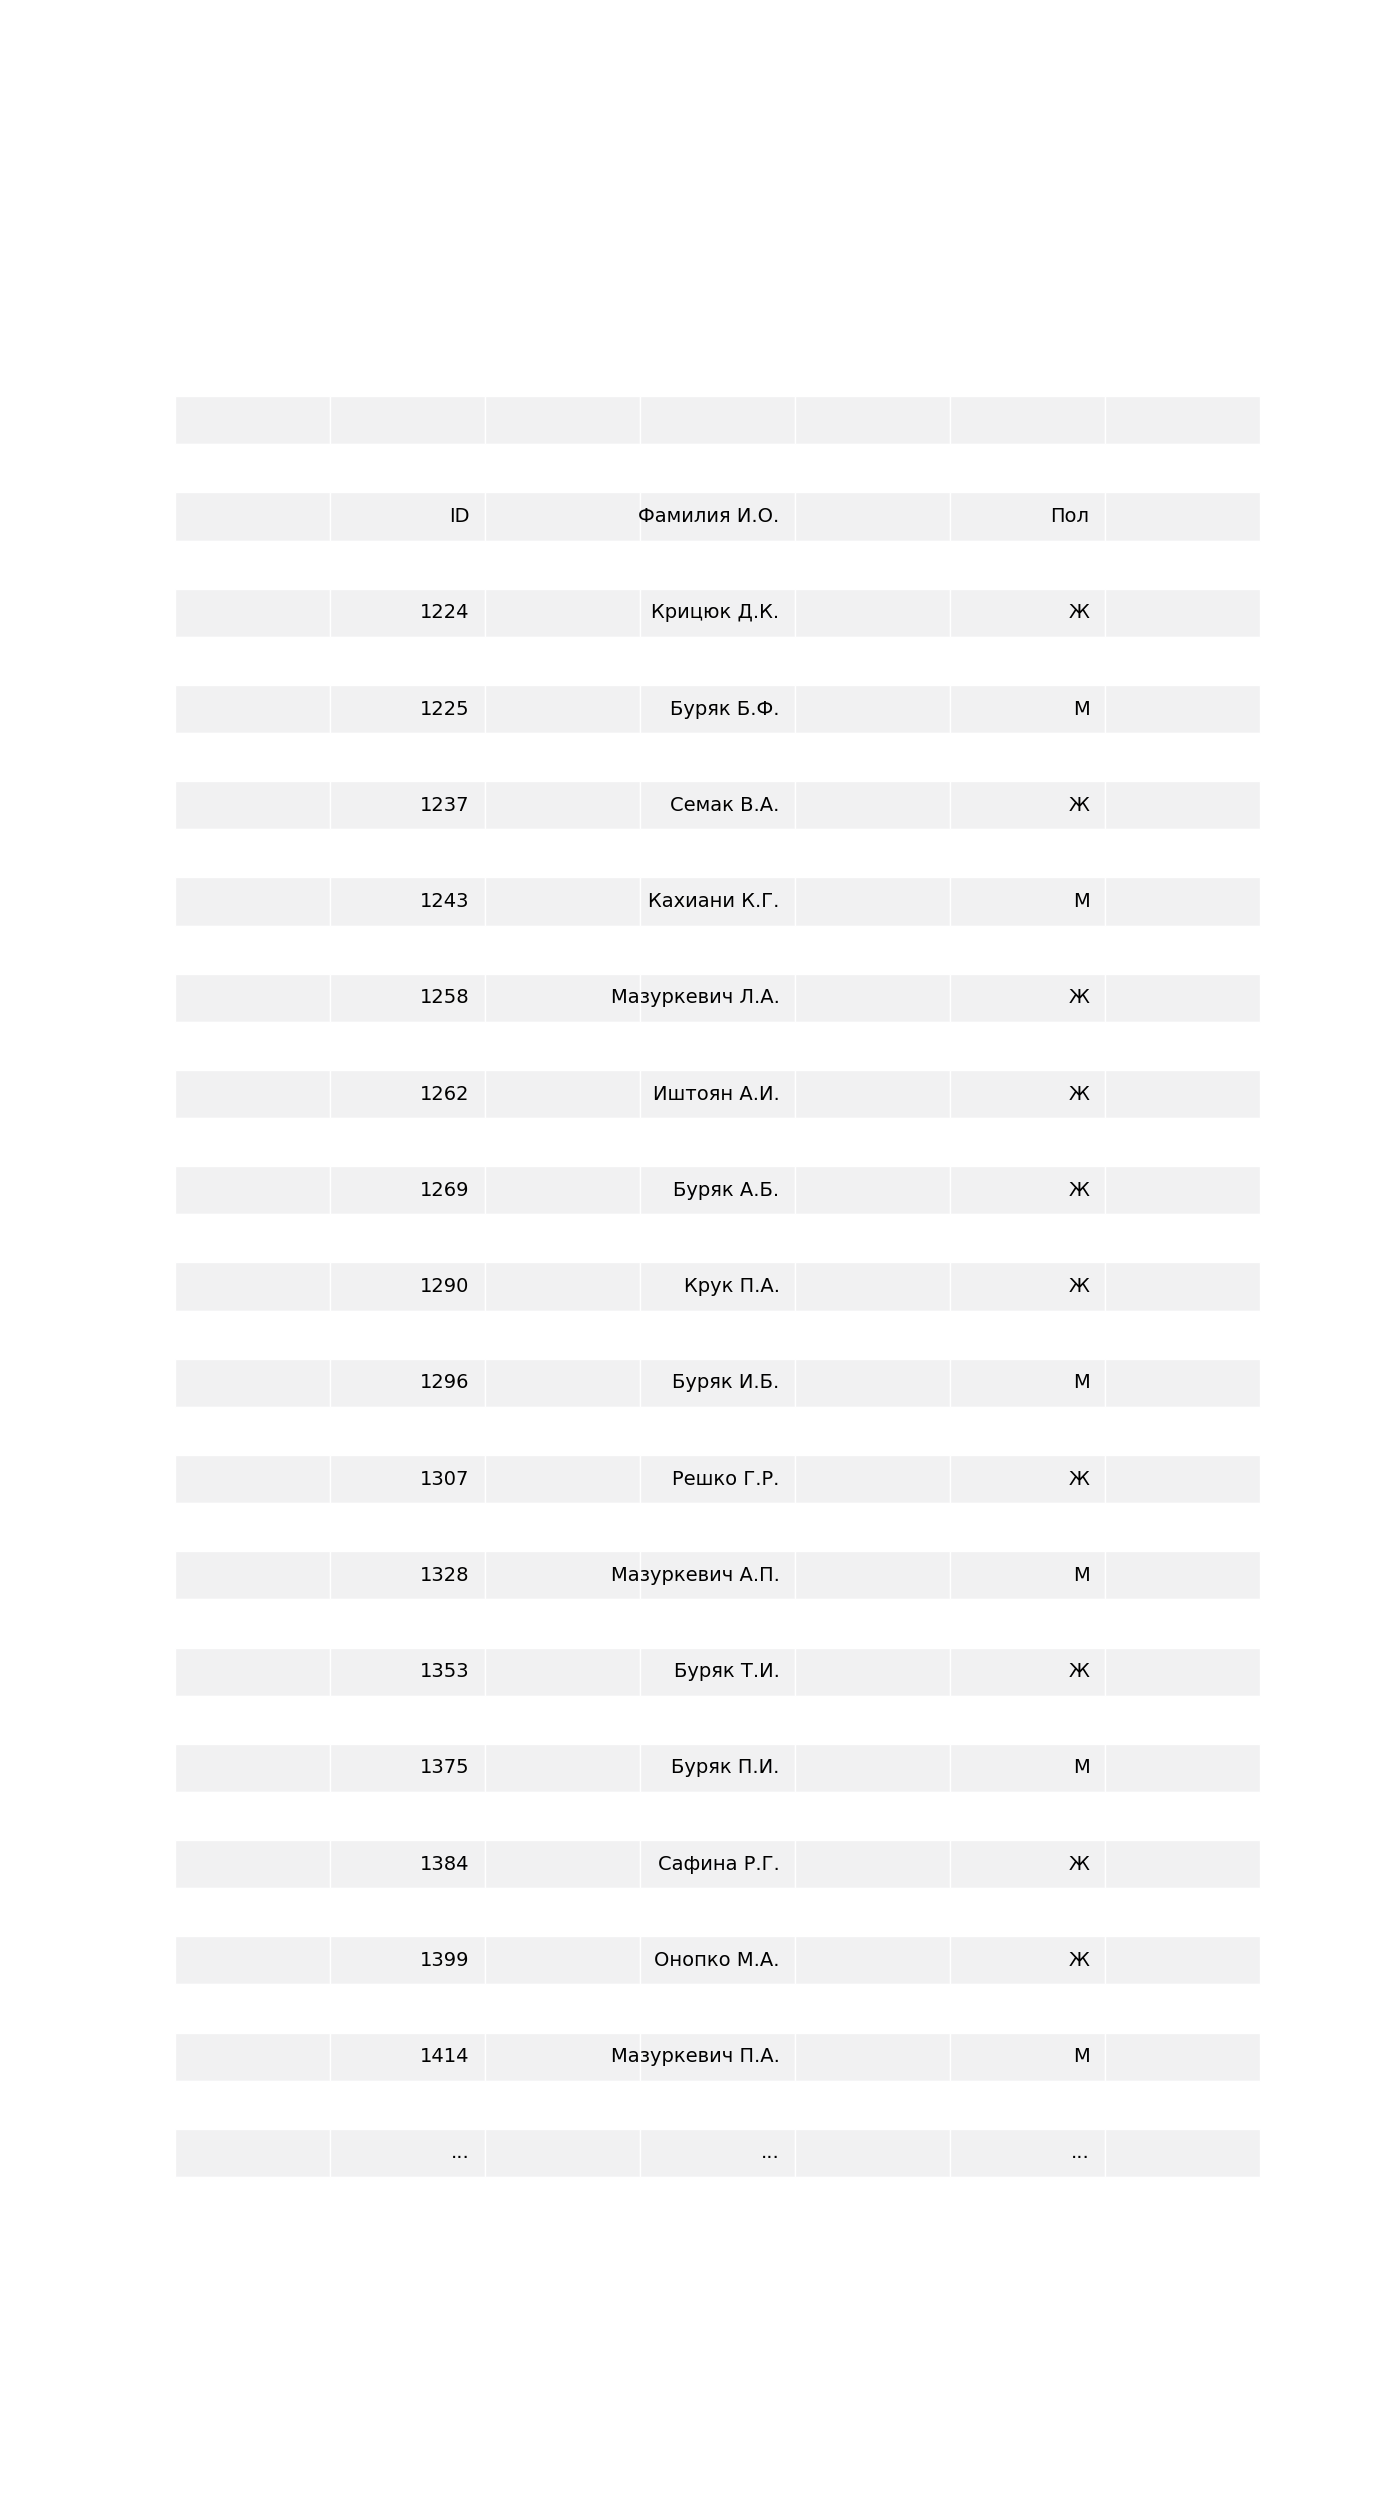 ID Фамилия И.О. Пол
1224 Крицюк Д.К. Ж
1225 Буряк Б.Ф. М
1237 Семак В.А. Ж
1243 Кахиани К.Г. М
1258 Мазуркевич Л.А. Ж
1262 Иштоян А.И. Ж
1269 Буряк А.Б. Ж
1290 Крук П.А. Ж
1296 Буряк И.Б. М
1307 Решко Г.Р. Ж
1328 Мазуркевич А.П. М
1353 Буряк Т.И. Ж
1375 Буряк П.И. М
1384 Сафина Р.Г. Ж
1399 Онопко М.А. Ж
1414 Мазуркевич П.А. М
... ... ...